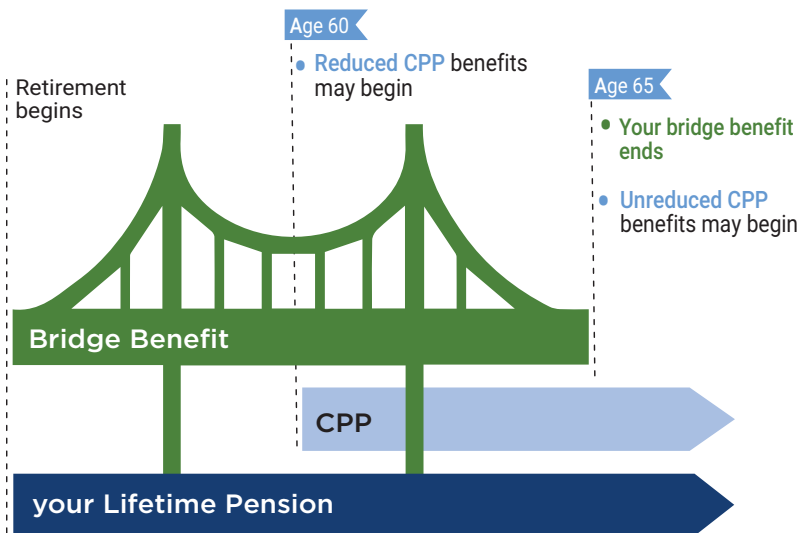 Age 60
Reduced CPP benefits
may begin
Retirement
begins
Age 65
Your bridge benefit
ends
Unreduced CPP
benefits may begin
Bridge Benefit
CPP
your Lifetime Pension